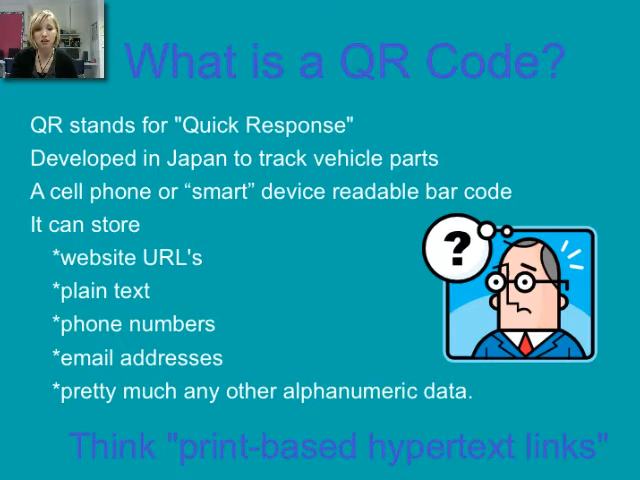 What is a QR Code?
QR stands for "Quick Response"
Developed in Japan to track vehicle parts
A cell phone or “smart” device readable bar code
It can store
*website URL's
*plain text
*phone numbers
*email addresses
*pretty much any other alphanumeric data.
?
Think "print-based hypertext links"